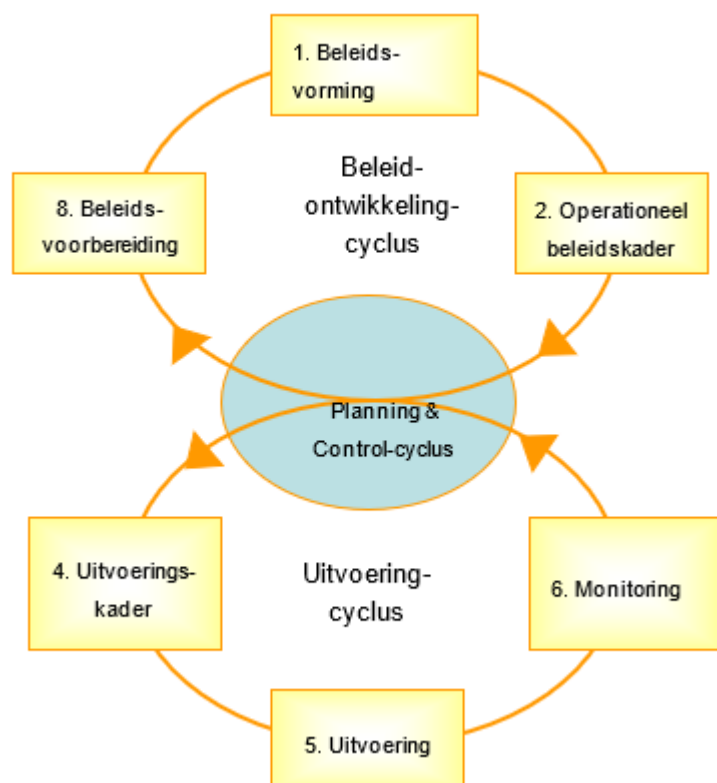 1. Beleids-
vorming
Beleid-
ontwikkeling-
cyclus
8. Beleids-
voorbereiding
2. Operationeel
beleidskader
Planning &
Control-cyclus
4. Uitvoerings-
kader
Uitvoering-
cyclus
6. Monitoring
5. Uitvoering